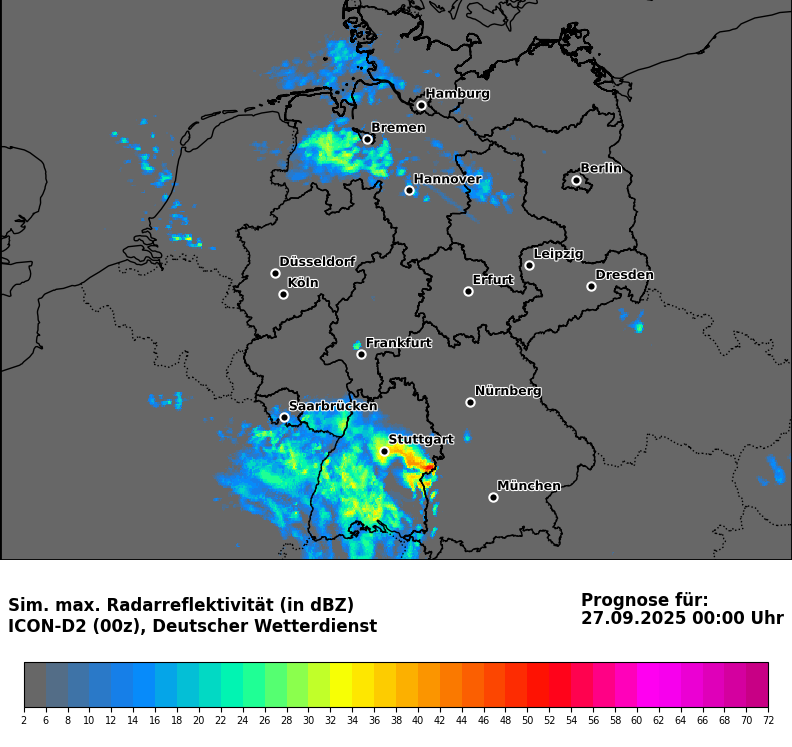 Hamburg
Bremen
Berlin
Hannover
Leipzig
Düsseldorf
Dresden
Erfurt
Köln
Frankfurt
Nürnberg
Saarbrücken
Stuttgart
München
Sim. max. Radarreflektivität (in dBZ)
ICON-D2 (00z), Deutscher Wetterdienst
Prognose für:
27.09.2025 00:00 Uhr
2 6 8 10 12 14 16 18 20 22 24 26 28 30 32 34 36 38 40 42 44 46 48 50 52 54 56 58 60 62 64 66 68 70 72